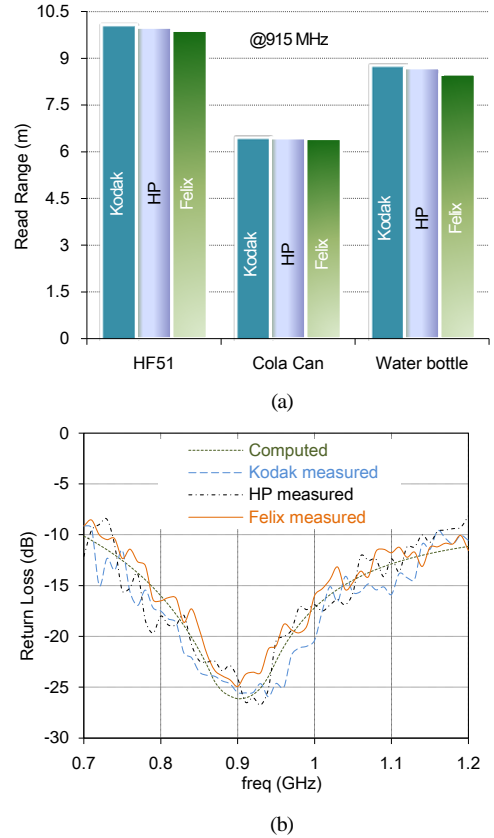 10.5
@915 MHz
9
7.5
6
4.5
3
1.5
0
Read Range (m)
Kodak
HP
Felix
Kodak
HP
Felix
Kodak
HP
Felix
HF51
Cola Can
Water bottle
(a)
0
-5
-10
-15
-20
-25
-30
Return Loss (dB)
Computed
Kodak measured
HP measured
Felix measured
0.7
0.8
0.9
1
1.1
1.2
freq (GHz)
(b)